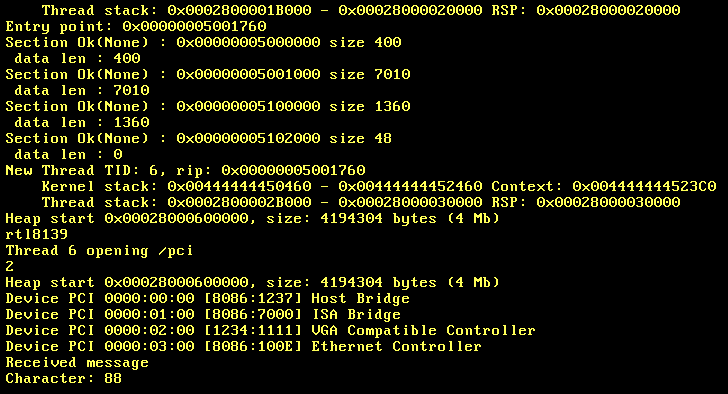 Thread stack: 0x0002800001B000 - 0x00028000020000 RSP: 0x00028000020000
Entry point: 0x00000005001760
Section Ok(None) : 0x00000005000000 size 400
data len : 400
Section Ok(None) : 0x00000005001000 size 7010
data len : 7010
Section Ok(None) : 0x00000005100000 size 1360
data len : 1360
Section Ok(None) : 0x00000005102000 size 48
data len : 0
New Thread TID: 6, rip: 0x00000005001760
Kernel stack: 0x00444444450460 - 0x00444444452460 Context: 0x004444444523C0
Thread stack: 0x0002800002B000 - 0x00028000030000 RSP: 0x00028000030000
Heap start 0x00028000600000, size: 4194304 bytes (4 Mb)
rtl8139
Thread 6 opening /pci
2
Heap start 0x00028000600000, size: 4194304 bytes (4 Mb)
Device PCI 0000:00:00 [8086:1237] Host Bridge
Device PCI 0000:01:00 [8086:7000] ISA Bridge
Device PCI 0000:02:00 [1234:1111] VGA Compatible Controller
Device PCI 0000:03:00 [8086:100E] Ethernet Controller
Received message
Character: 88